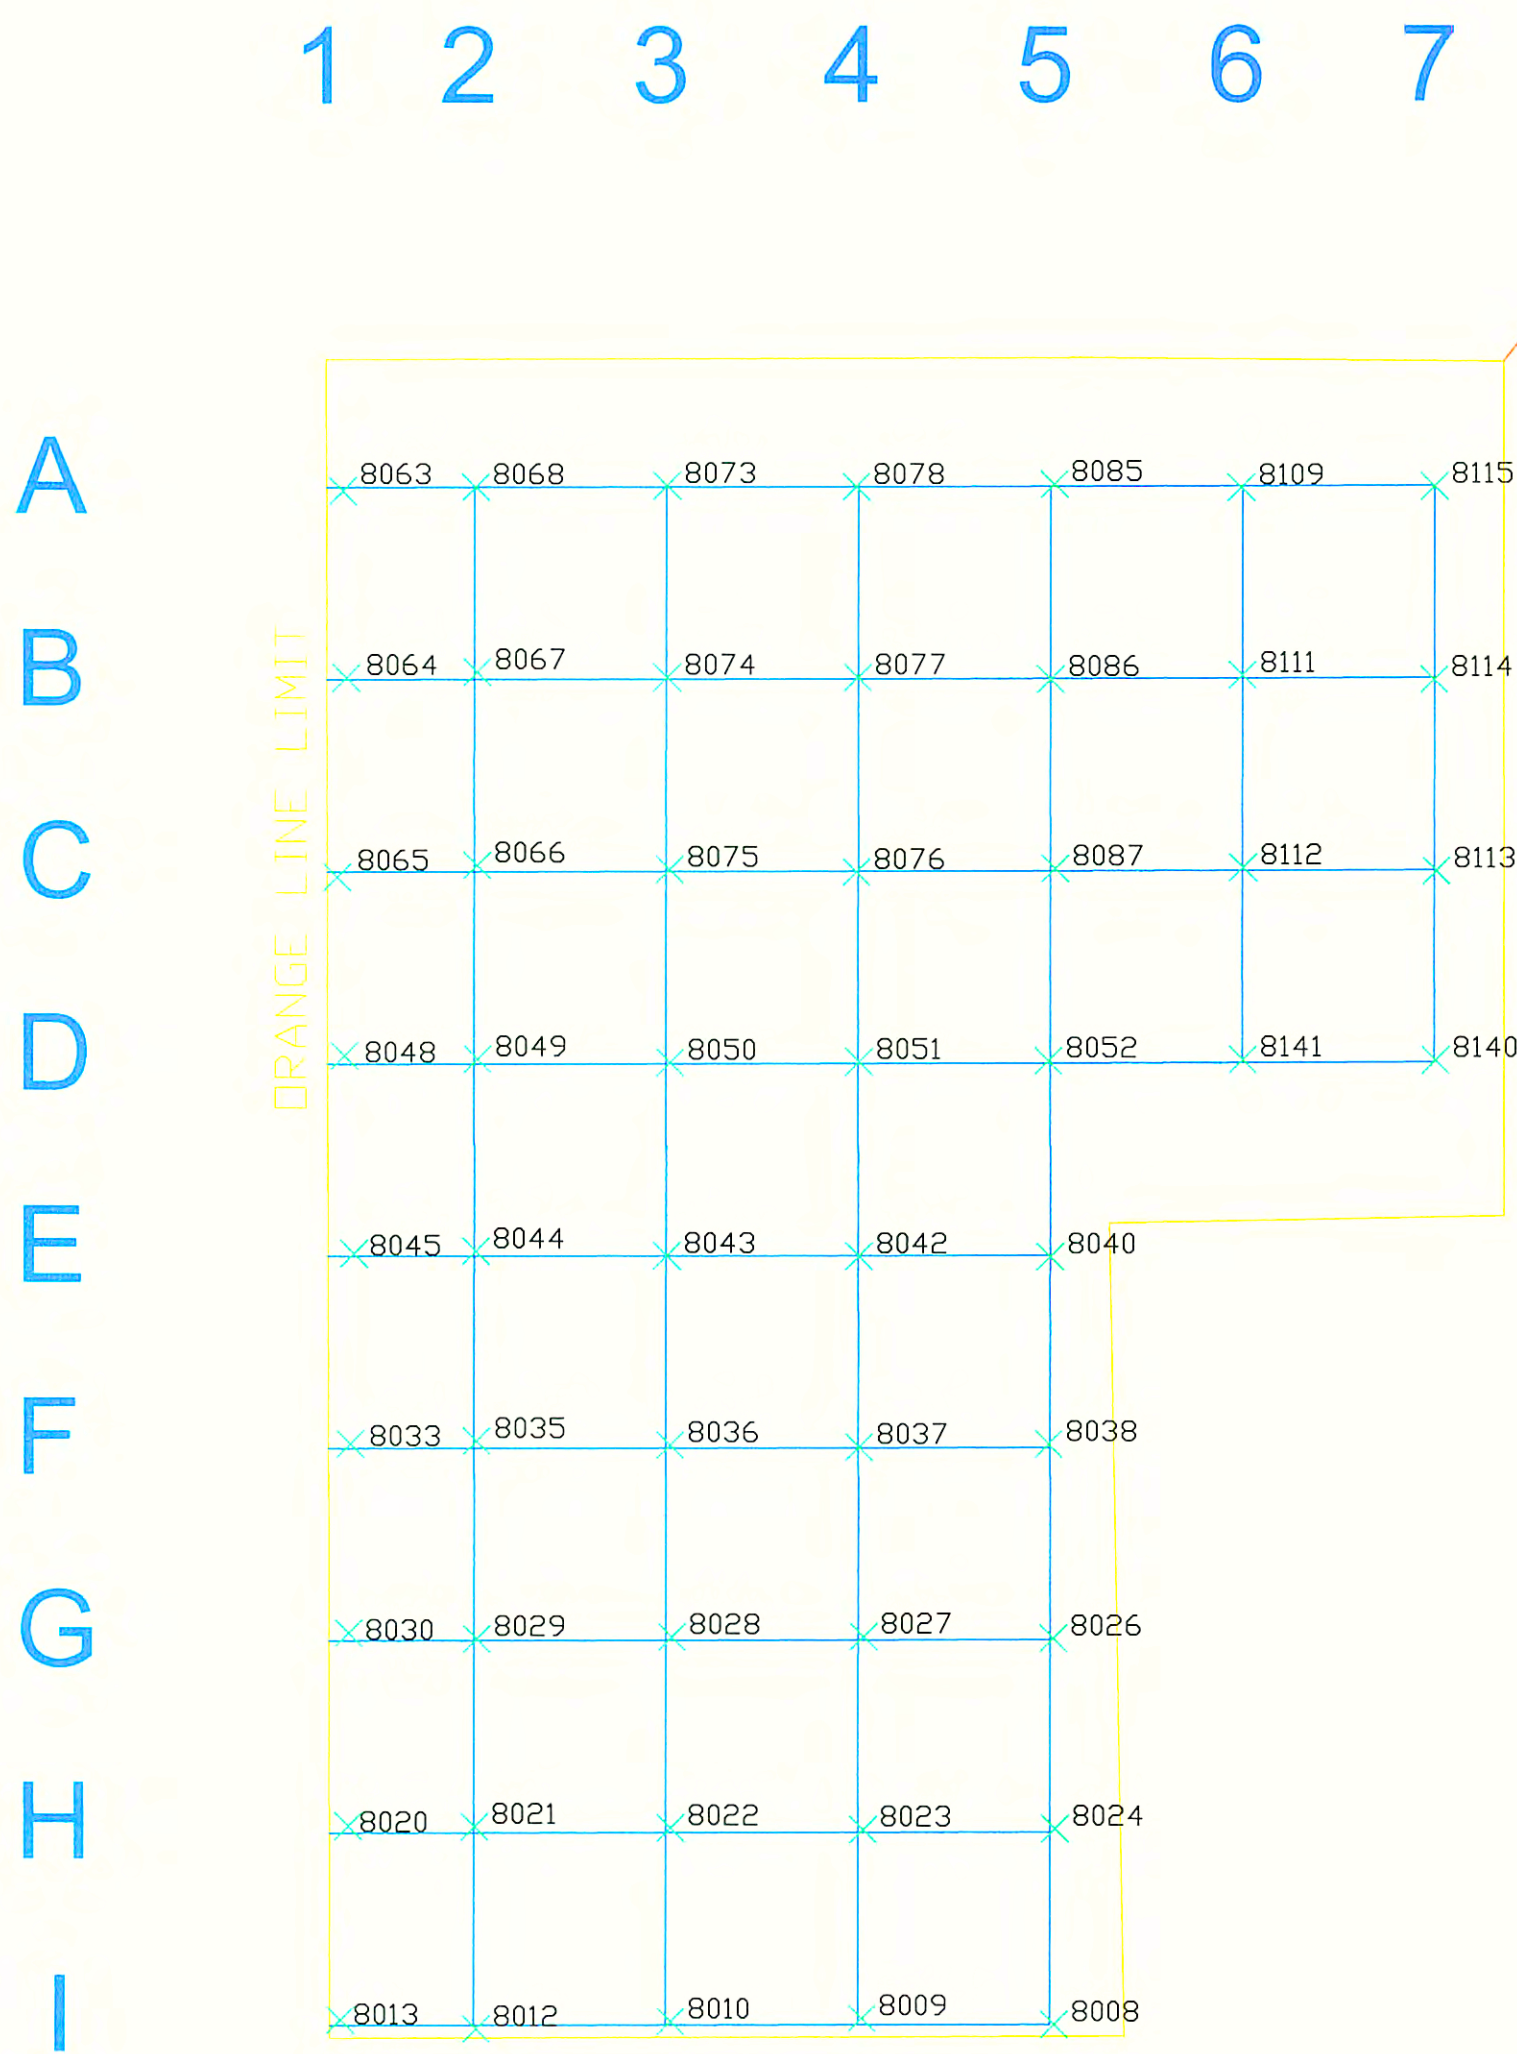 1 2 3 4 5 6 7
A 8063 8068 8073 8078 8085 8109 8115
B 8064 8067 8074 8077 8086 8111 8114
ORANGE LINE LIMIT
C 8065 8066 8075 8076 8087 8112 8113
D 8048 8049 8050 8051 8052 8141 8140
E 8045 8044 8043 8042 8040
F 8033 8035 8036 8037 8038
G 8030 8029 8028 8027 8026
H 8020 8021 8022 8023 8024
I 8013 8012 8010 8009 8008